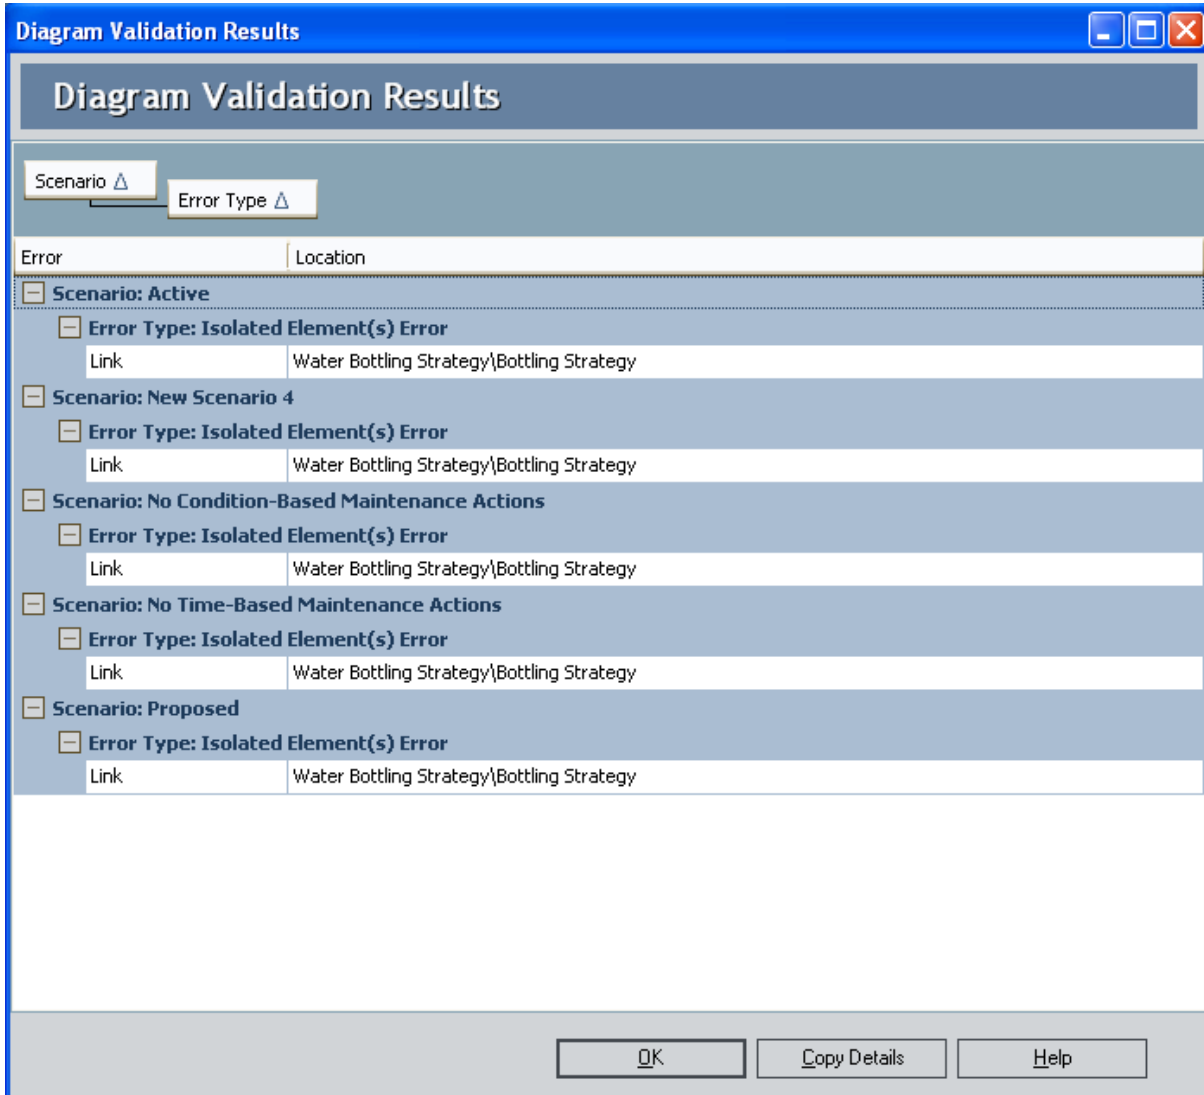 Diagram Validation Results
Diagram Validation Results
Scenario
Error Type
Error Location
Scenario: Active
Error Type: Isolated Element(s) Error
Link Water Bottling Strategy\Bottling Strategy
Scenario: New Scenario 4
Error Type: Isolated Element(s) Error
Link Water Bottling Strategy\Bottling Strategy
Scenario: No Condition-Based Maintenance Actions
Error Type: Isolated Element(s) Error
Link Water Bottling Strategy\Bottling Strategy
Scenario: No Time-Based Maintenance Actions
Error Type: Isolated Element(s) Error
Link Water Bottling Strategy\Bottling Strategy
Scenario: Proposed
Error Type: Isolated Element(s) Error
Link Water Bottling Strategy\Bottling Strategy
OK Copy Details Help